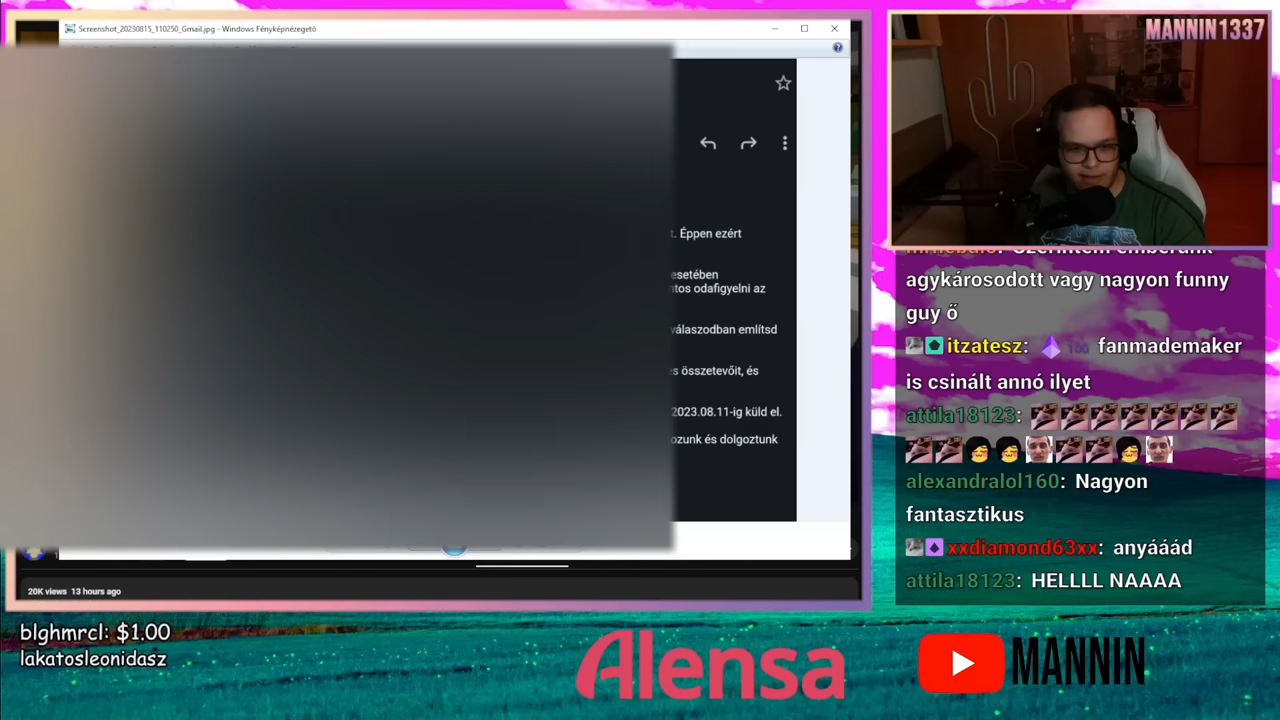 Screenshot_20230815_110250_Gmail.jpg - Windows Fényképnézegető
t. Éppen ezért
esetében
ntos odafigyelni az
válaszodban említsd
s összetevőit, és
2023.08.11-ig küld el.
ozunk és dolgoztunk
20K views 13 hours ago
MANNIN1337
agykárosodott vagy nagyon funny
guy ő
itzatesz: 100 fanmademaker
is csinált annó ilyet
attila18123:
alexandralol160: Nagyon
fantasztikus
xxdiamond63xx: anyááád
attila18123: HELLLL NAAAA
blghmrcl: $1.00
lakatosleonidasz
Alensa
MANNIN